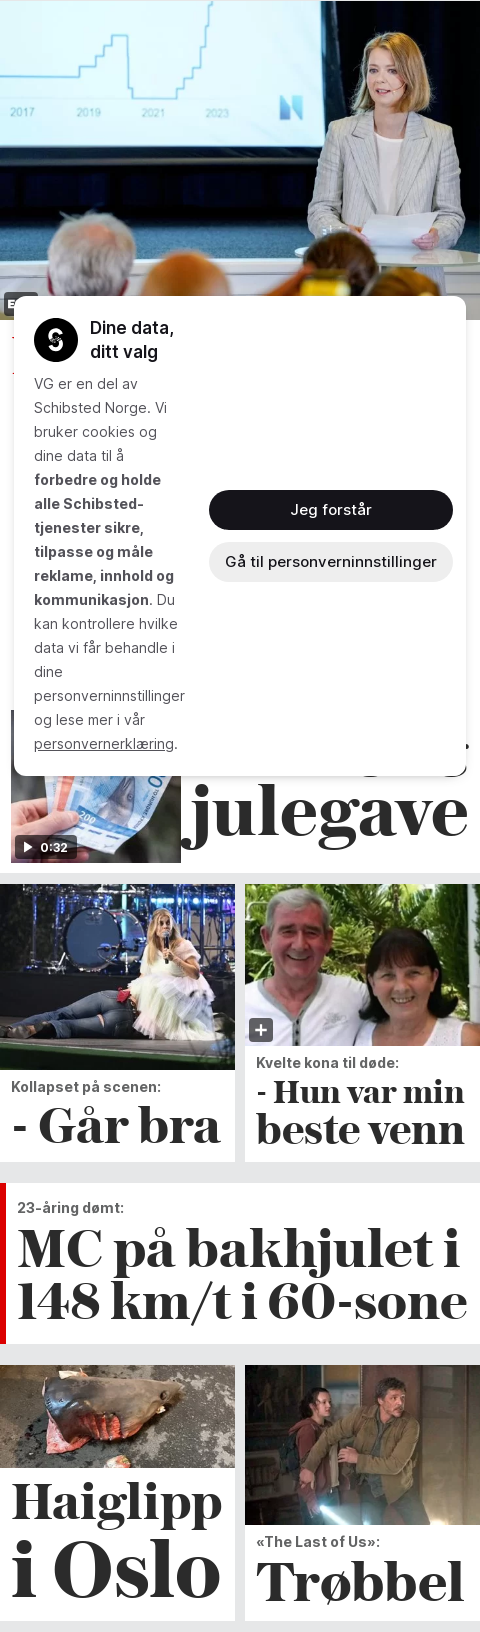 2017 2019 2021 2023
Dine data,
ditt valg
VG er en del av
Schibsted Norge. Vi
bruker cookies og
dine data til å
forbedre og holde
alle Schibsted-
tjenester sikre,
tilpasse og måle
reklame, innhold og
kommunikasjon. Du
kan kontrollere hvilke
data vi får behandle i
dine
personverninnstillinger
og lese mer i vår
personvernerklæring.
Jeg forstår
Gå til personverninnstillinger
julegave
200
0:32
Kollapset på scenen:
- Går bra
Kvelte kona til døde:
- Hun var min
beste venn
23-åring dømt:
MC på bakhjulet i
148 km/t i 60-sone
Haiglipp
i Oslo
«The Last of Us»:
Trøbbel